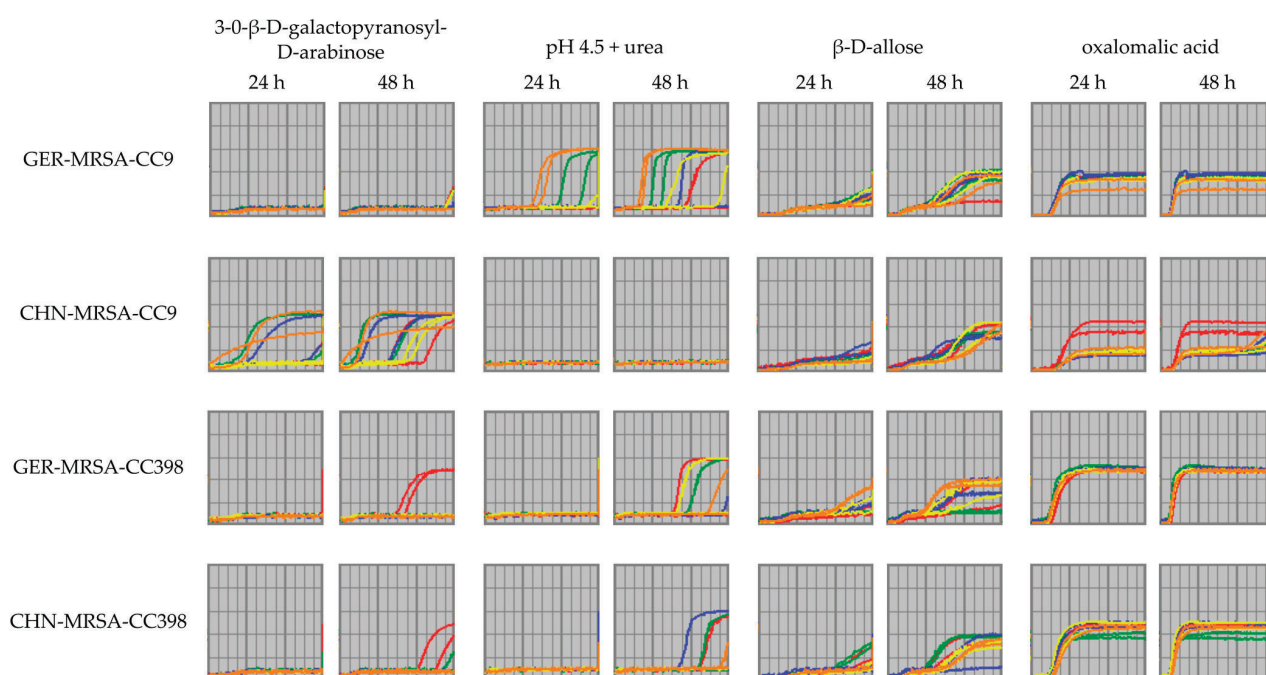 3-0-β-D-galactopyranosyl-
D-arabinose
pH 4.5 + urea
β-D-allose
oxalomalic acid
24 h
48 h
24 h
48 h
24 h
48 h
24 h
48 h
GER-MRSA-CC9
CHN-MRSA-CC9
GER-MRSA-CC398
CHN-MRSA-CC398